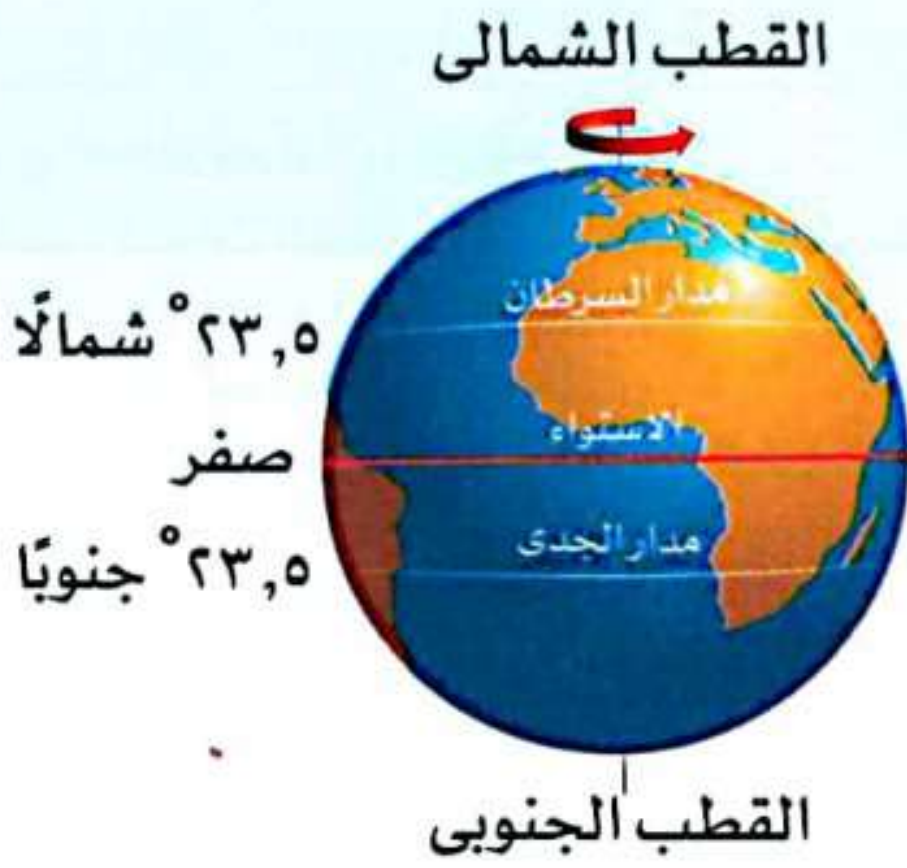 القطب الشمالى
مدار السرطان
٢٣,٥° شمالًا
الاستواء
صفر
مدار الجدى
٢٣,٥° جنوبًا
القطب الجنوبى